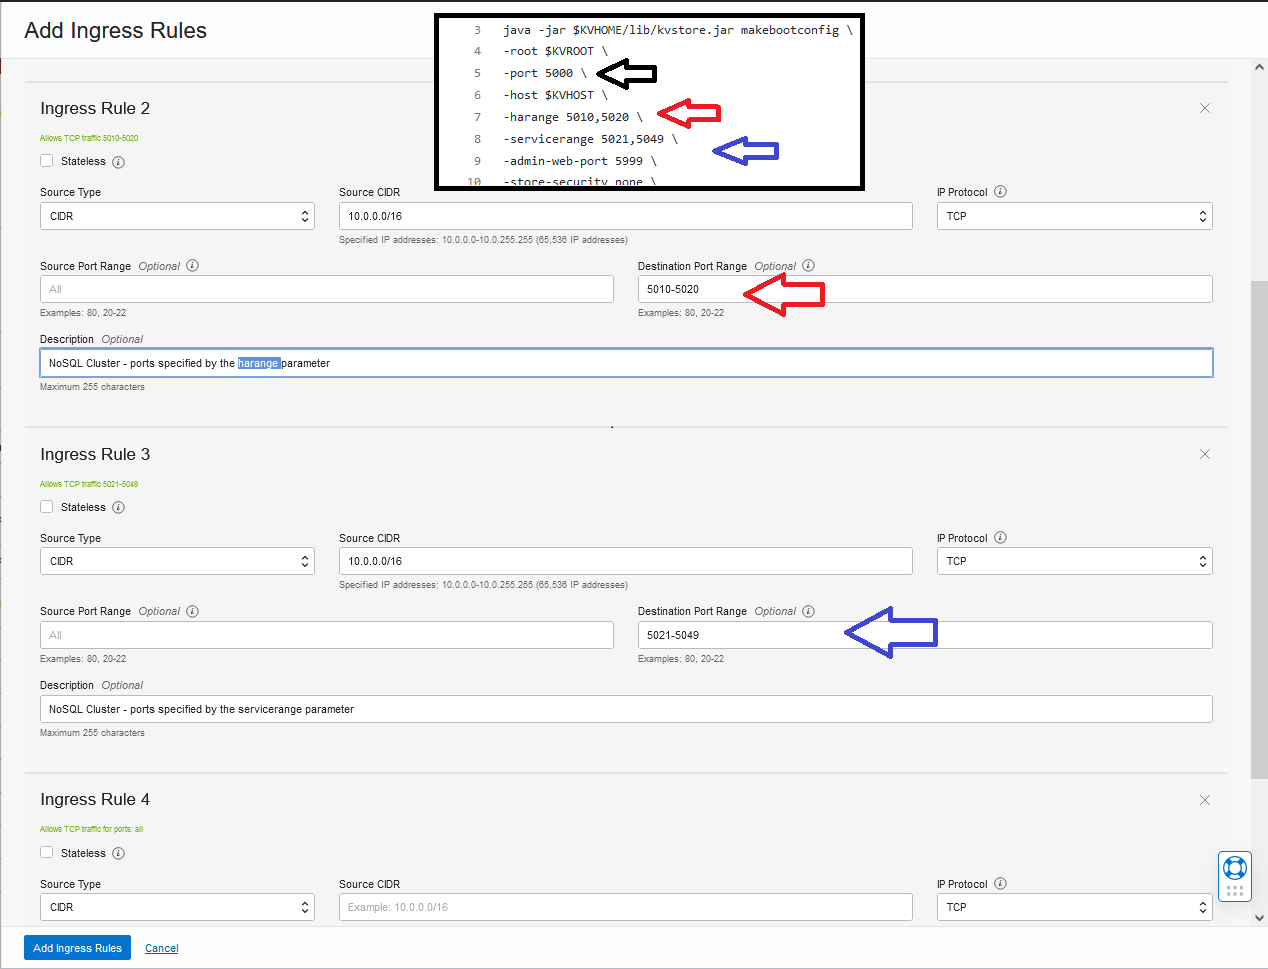 Add Ingress Rules
3 java -jar $KVHOME/lib/kvstore.jar makebootconfig \
4 -root $KVROOT \
5 -port 5000 \
6 -host $KVHOST \
7 -harange 5010,5020 \
8 -servicerange 5021,5049 \
9 -admin-web-port 5999 \
10 -store-security none \
Ingress Rule 2
Allows TCP traffic 5010-5020
Stateless i
Source Type Source CIDR IP Protocol i
CIDR 10.0.0.0/16 TCP
Specified IP addresses: 10.0.0.0-10.0.255.255 (65,536 IP addresses)
Source Port Range Optional i Destination Port Range Optional i
All 5010-5020
Examples: 80, 20-22 Examples: 80, 20-22
Description Optional
NoSQL Cluster - ports specified by the harange parameter
Maximum 255 characters
Ingress Rule 3
Allows TCP traffic 5021-5049
Stateless i
Source Type Source CIDR IP Protocol i
CIDR 10.0.0.0/16 TCP
Specified IP addresses: 10.0.0.0-10.0.255.255 (65,536 IP addresses)
Source Port Range Optional i Destination Port Range Optional i
All 5021-5049
Examples: 80, 20-22 Examples: 80, 20-22
Description Optional
NoSQL Cluster - ports specified by the servicerange parameter
Maximum 255 characters
Ingress Rule 4
Allows TCP traffic for ports: all
Stateless i
Source Type Source CIDR IP Protocol i
CIDR Example: 10.0.0.0/16 TCP
Add Ingress Rules Cancel